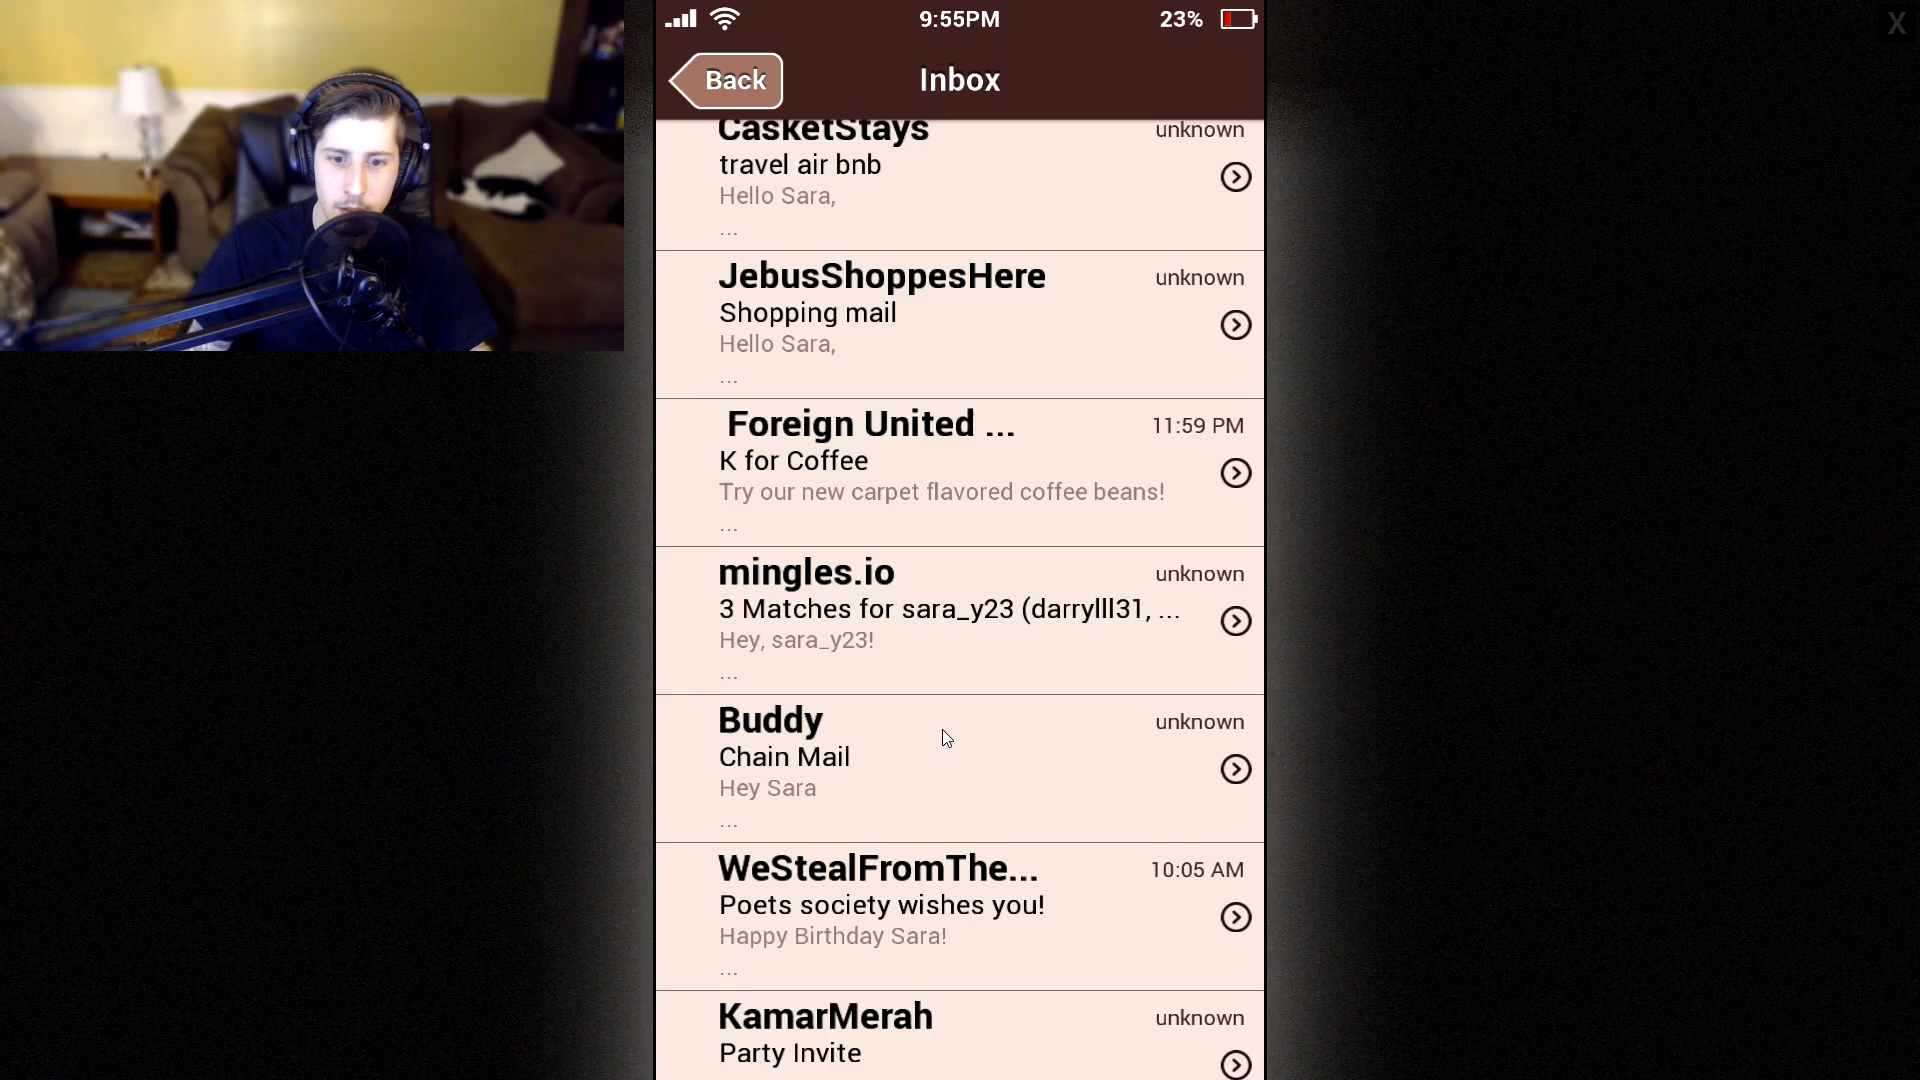 9:55PM
23%
X
Back
Inbox
CasketStays
unknown
travel air bnb
Hello Sara,
...
JebusShoppesHere
unknown
Shopping mail
Hello Sara,
...
Foreign United ...
11:59 PM
K for Coffee
Try our new carpet flavored coffee beans!
...
mingles.io
unknown
3 Matches for sara_y23 (darrylll31, ...
Hey, sara_y23!
...
Buddy
unknown
Chain Mail
Hey Sara
...
WeStealFromThe...
10:05 AM
Poets society wishes you!
Happy Birthday Sara!
...
KamarMerah
unknown
Party Invite